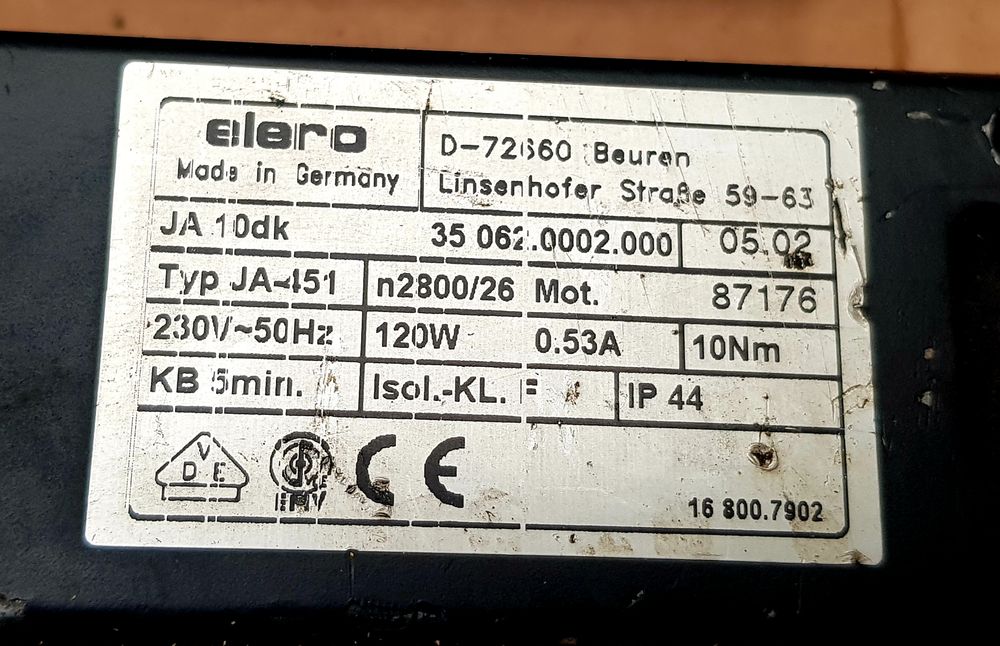 elero
Made in Germany
D-72660 Beuren
Linsenhofer Straße 59-63
JA 10dk 35 062.0002.000 05.02
Typ JA-451 n2800/26 Mot. 87176
230V~50Hz 120W 0.53A 10Nm
KB 5min. Isol.-KL. F IP 44
VDE CE
16 800.7902